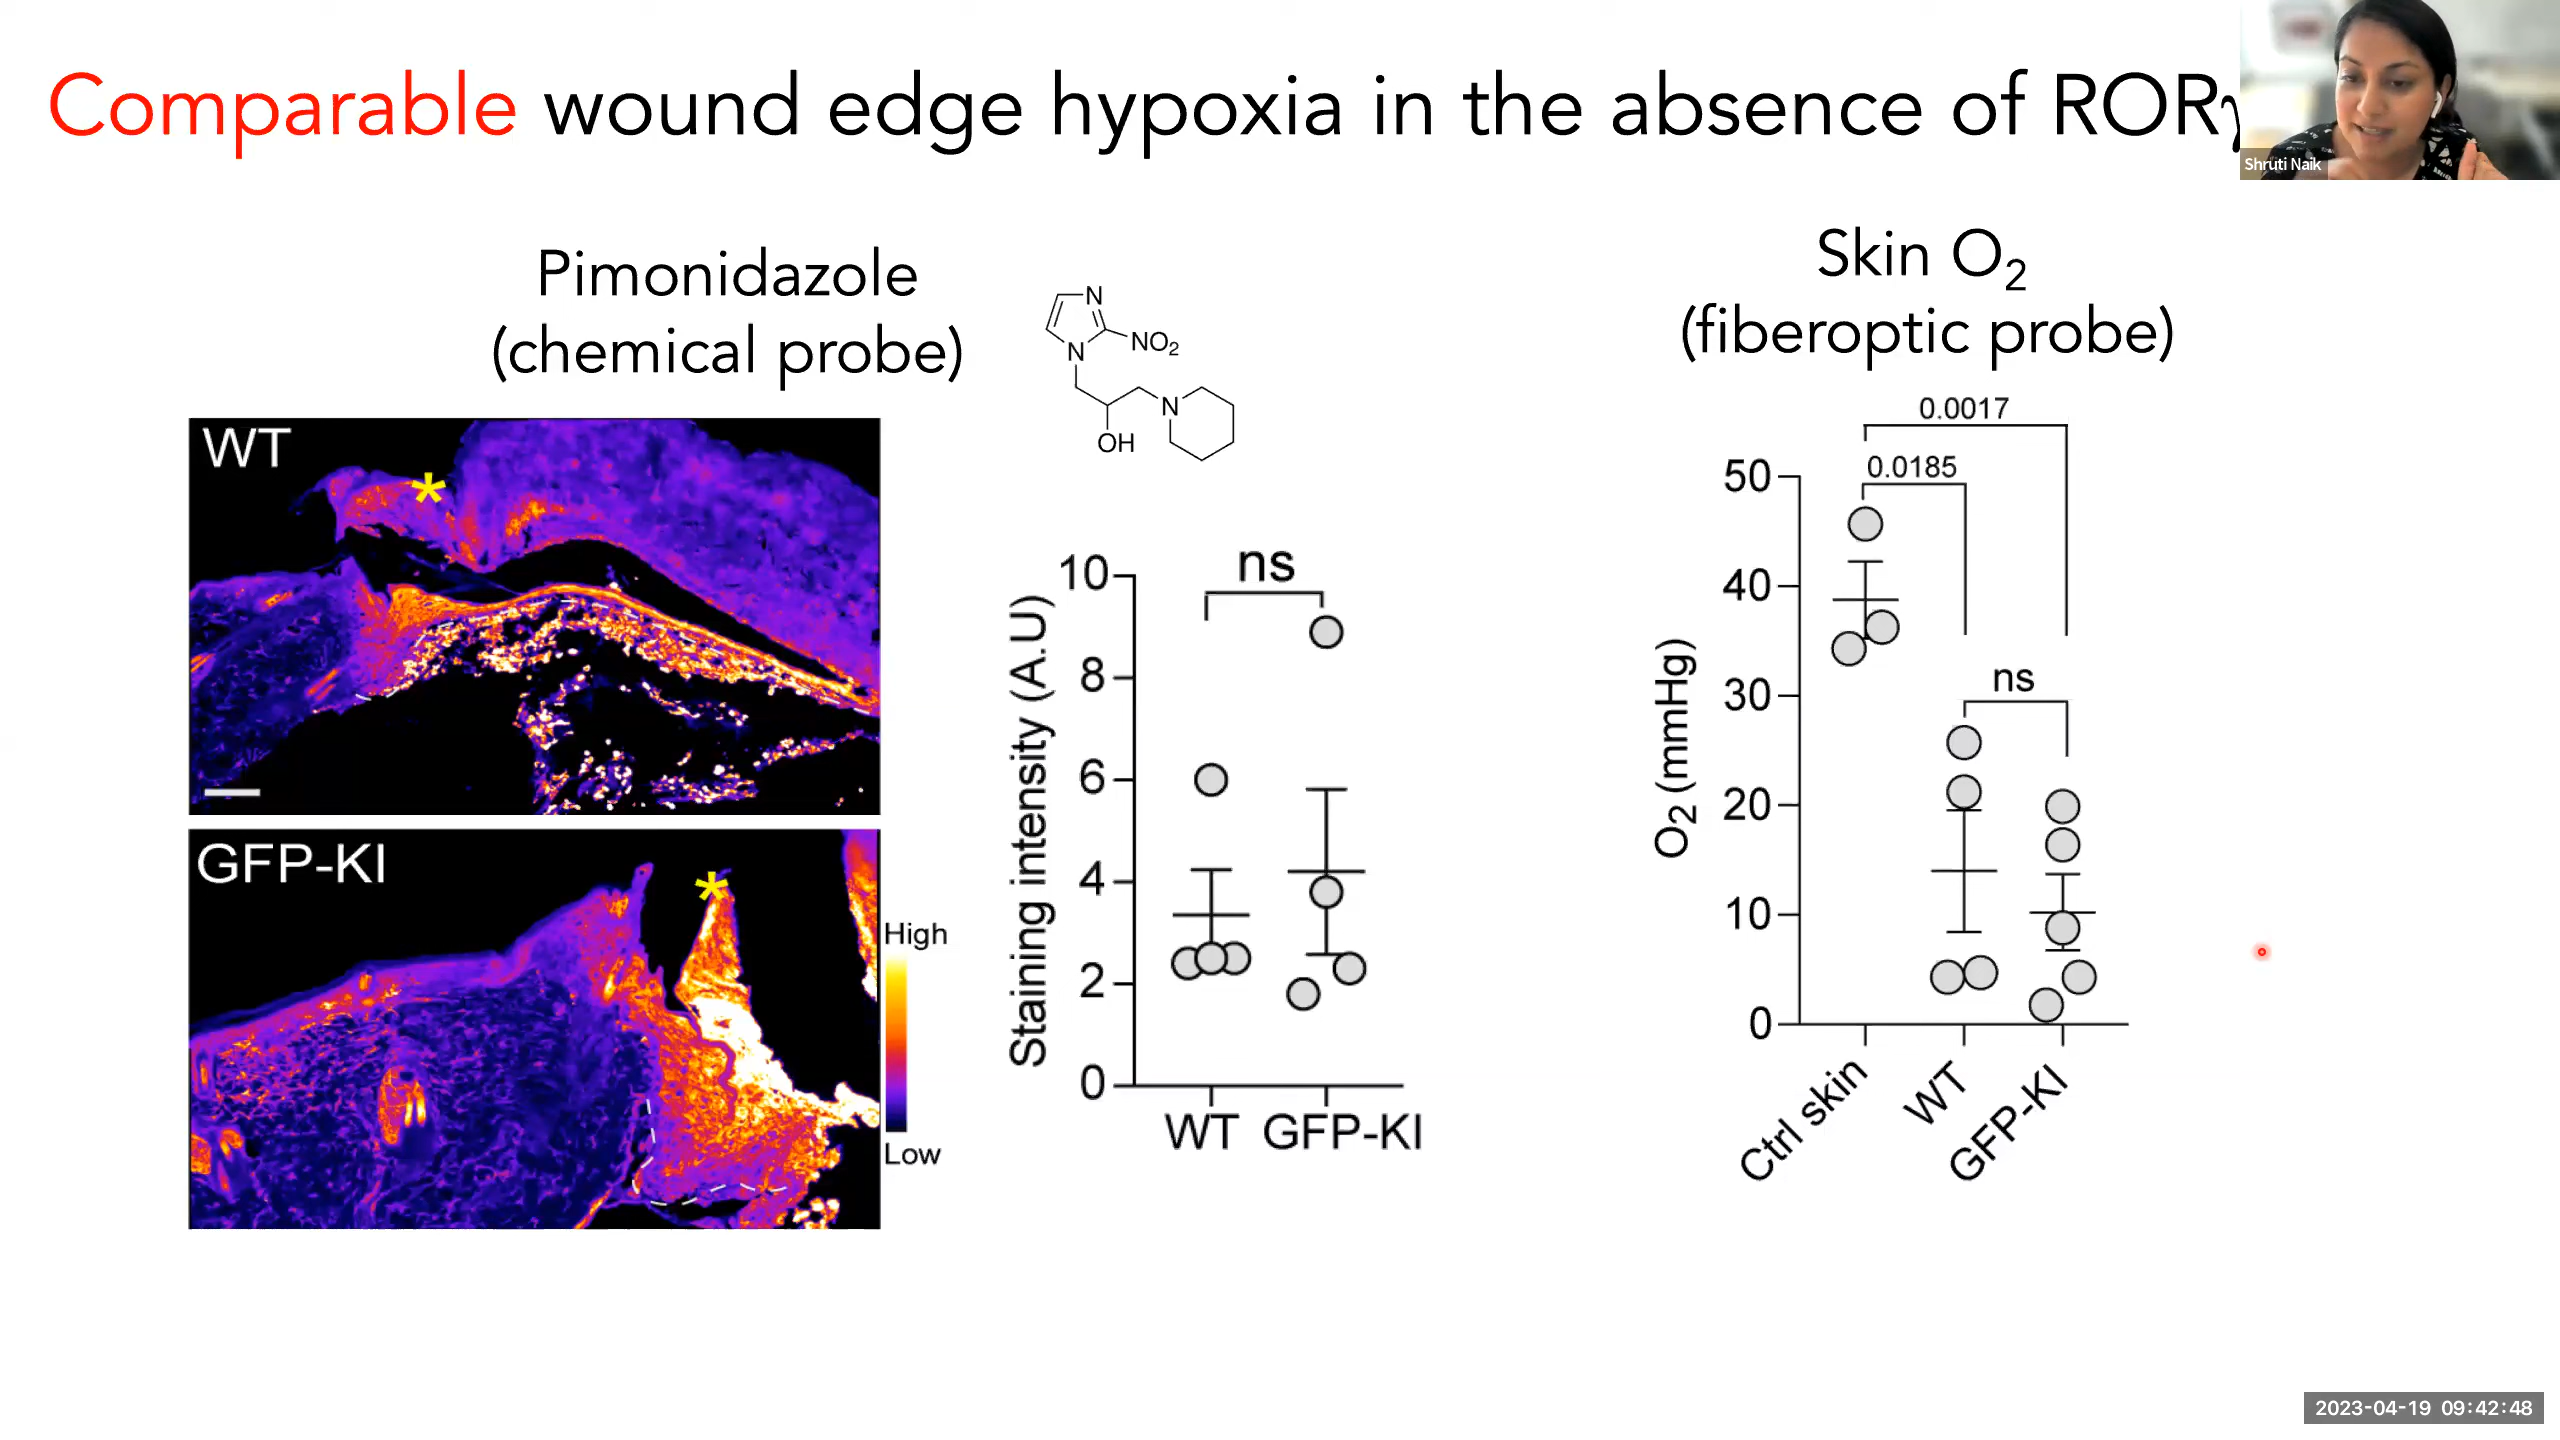 Comparable wound edge hypoxia in the absence of RORγ
Shruti Naik
Pimonidazole
(chemical probe)
N
N
NO2
N
OH
Skin O2
(fiberoptic probe)
WT
GFP-KI
High
Low
ns
10
8
6
4
2
0
Staining intensity (A.U)
WT
GFP-KI
0.0017
0.0185
ns
50
40
30
20
10
0
O2 (mmHg)
Ctrl skin
WT
GFP-KI
2023-04-19 09:42:48